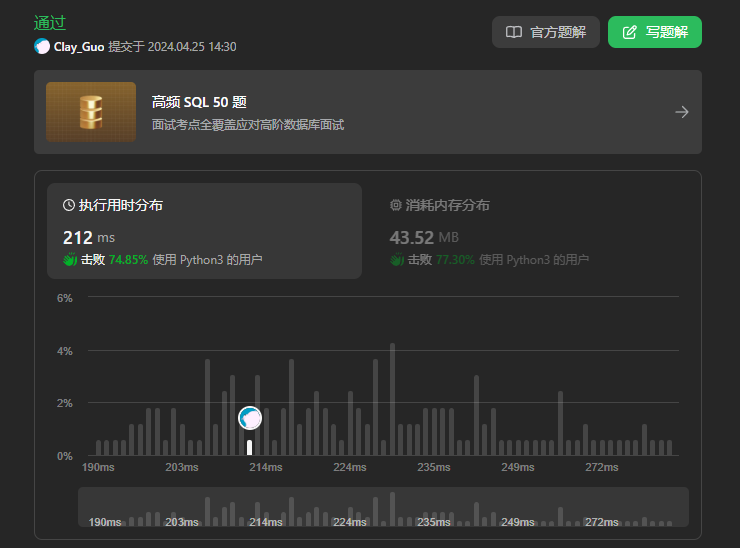 通过
Clay_Guo 提交于 2024.04.25 14:30
官方题解
写题解
高频 SQL 50 题
面试考点全覆盖应对高阶数据库面试
执行用时分布
212 ms
击败 74.85% 使用 Python3 的用户
消耗内存分布
43.52 MB
击败 77.30% 使用 Python3 的用户
6%
4%
2%
0%
190ms 203ms 214ms 224ms 235ms 249ms 272ms
190ms 203ms 214ms 224ms 235ms 249ms 272ms